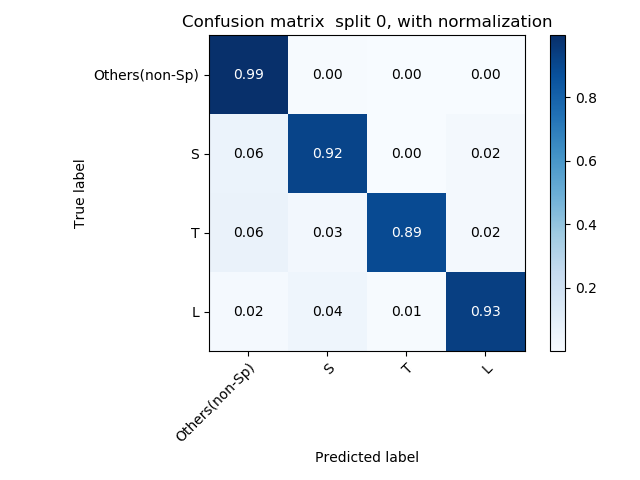 Confusion matrix  split 0, with normalization
Others(non-Sp) 0.99 0.00 0.00 0.00
S 0.06 0.92 0.00 0.02
T 0.06 0.03 0.89 0.02
L 0.02 0.04 0.01 0.93
True label
Others(non-Sp) S T L
Predicted label
0.8
0.6
0.4
0.2